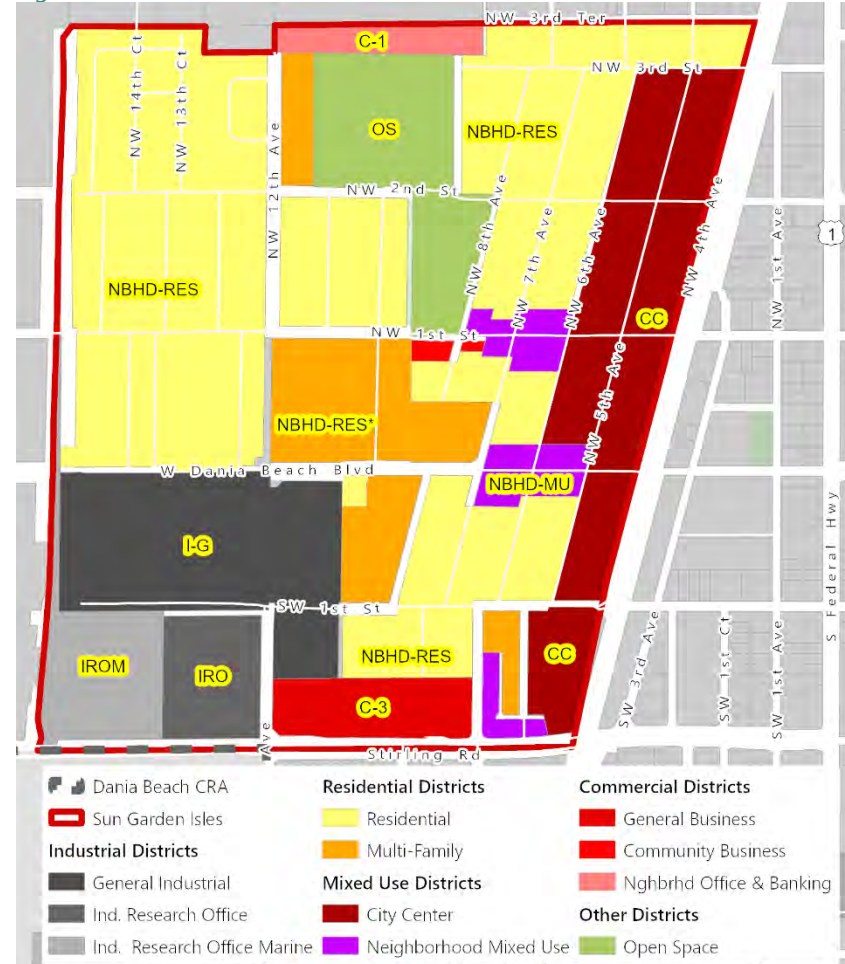 NW 3rd Ter
C-1
NW 3rd St
NW 14th Ct
NW 13th Ct
NW 12th Ave
OS
NBHD-RES
NW 2nd St
NW 8th Ave
NW 7th Ave
NW 6th Ave
NW 5th Ave
NW 4th Ave
NW 1st Ave
1
NBHD-RES
CC
NW 1st St
NBHD-RES*
W Dania Beach Blvd
NBHD-MU
I-G
S Federal Hwy
SW 1st St
IROM
IRO
NBHD-RES
CC
C-3
SW 3rd Ave
SW 1st Ct
SW 1st Ave
Ave
Stirling Rd
Dania Beach CRA
Sun Garden Isles
Industrial Districts
General Industrial
Ind. Research Office
Ind. Research Office Marine
Residential Districts
Residential
Multi-Family
Mixed Use Districts
City Center
Neighborhood Mixed Use
Commercial Districts
General Business
Community Business
Nghbrhd Office & Banking
Other Districts
Open Space